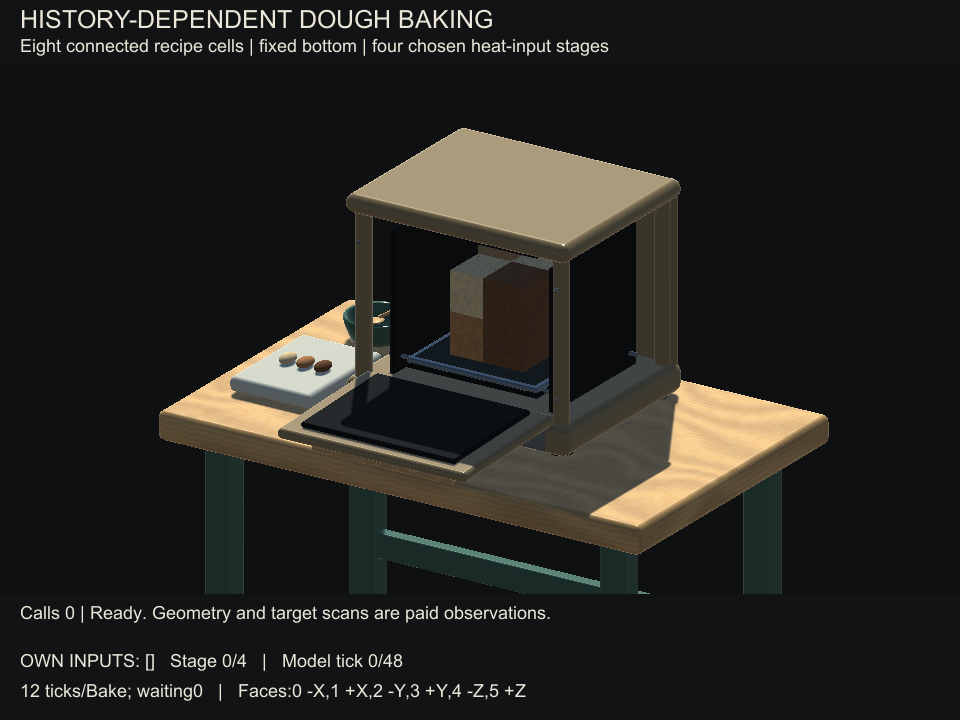 HISTORY-DEPENDENT DOUGH BAKING
Eight connected recipe cells | fixed bottom | four chosen heat-input stages
Calls 0 | Ready. Geometry and target scans are paid observations.
OWN INPUTS: [] Stage 0/4 | Model tick 0/48
12 ticks/Bake; waiting0 | Faces:0 -X,1 +X,2 -Y,3 +Y,4 -Z,5 +Z